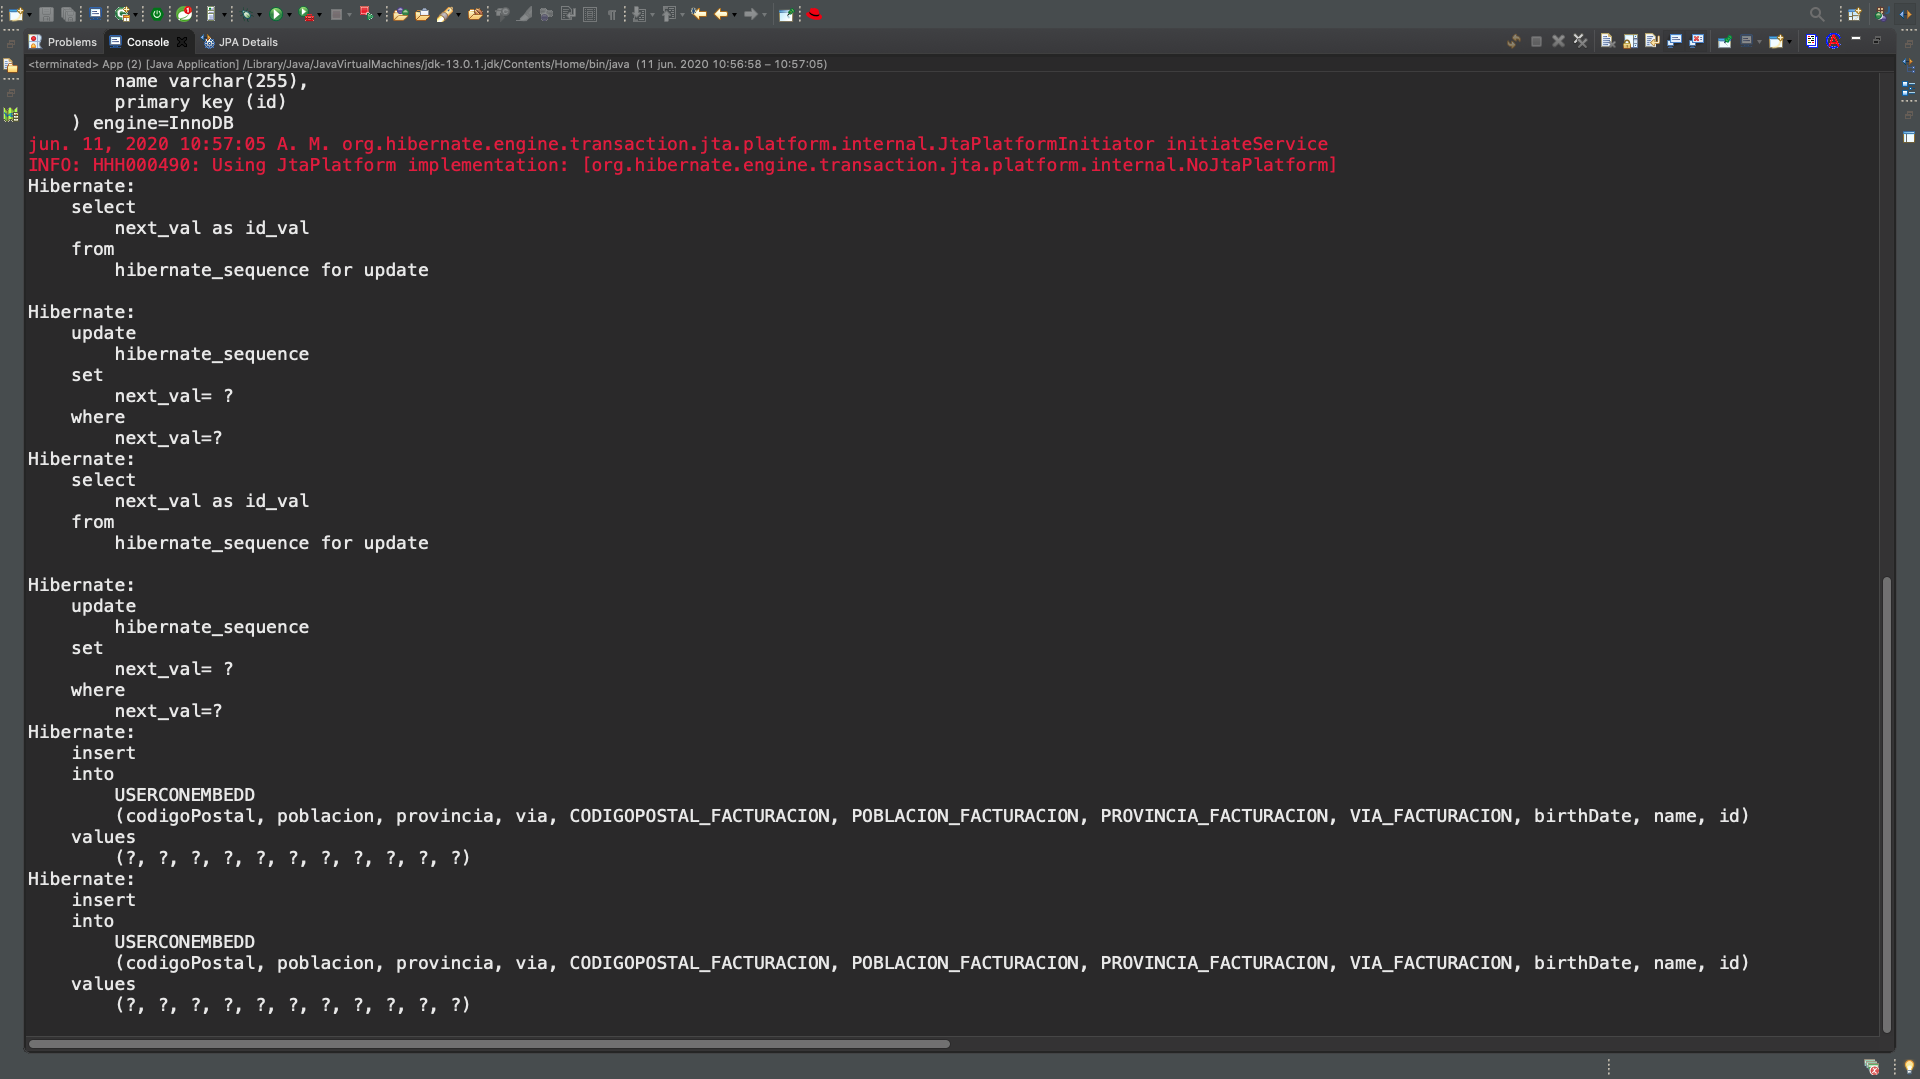 Problems Console JPA Details
<terminated> App (2) [Java Application] /Library/Java/JavaVirtualMachines/jdk-13.0.1.jdk/Contents/Home/bin/java (11 jun. 2020 10:56:58 – 10:57:05)
name varchar(255),
primary key (id)
) engine=InnoDB
jun. 11, 2020 10:57:05 A. M. org.hibernate.engine.transaction.jta.platform.internal.JtaPlatformInitiator initiateService
INFO: HHH000490: Using JtaPlatform implementation: [org.hibernate.engine.transaction.jta.platform.internal.NoJtaPlatform]
Hibernate:
select
next_val as id_val
from
hibernate_sequence for update
Hibernate:
update
hibernate_sequence
set
next_val= ?
where
next_val=?
Hibernate:
select
next_val as id_val
from
hibernate_sequence for update
Hibernate:
update
hibernate_sequence
set
next_val= ?
where
next_val=?
Hibernate:
insert
into
USERCONEMBEDD
(codigoPostal, poblacion, provincia, via, CODIGOPOSTAL_FACTURACION, POBLACION_FACTURACION, PROVINCIA_FACTURACION, VIA_FACTURACION, birthDate, name, id)
values
(?, ?, ?, ?, ?, ?, ?, ?, ?, ?, ?)
Hibernate:
insert
into
USERCONEMBEDD
(codigoPostal, poblacion, provincia, via, CODIGOPOSTAL_FACTURACION, POBLACION_FACTURACION, PROVINCIA_FACTURACION, VIA_FACTURACION, birthDate, name, id)
values
(?, ?, ?, ?, ?, ?, ?, ?, ?, ?, ?)